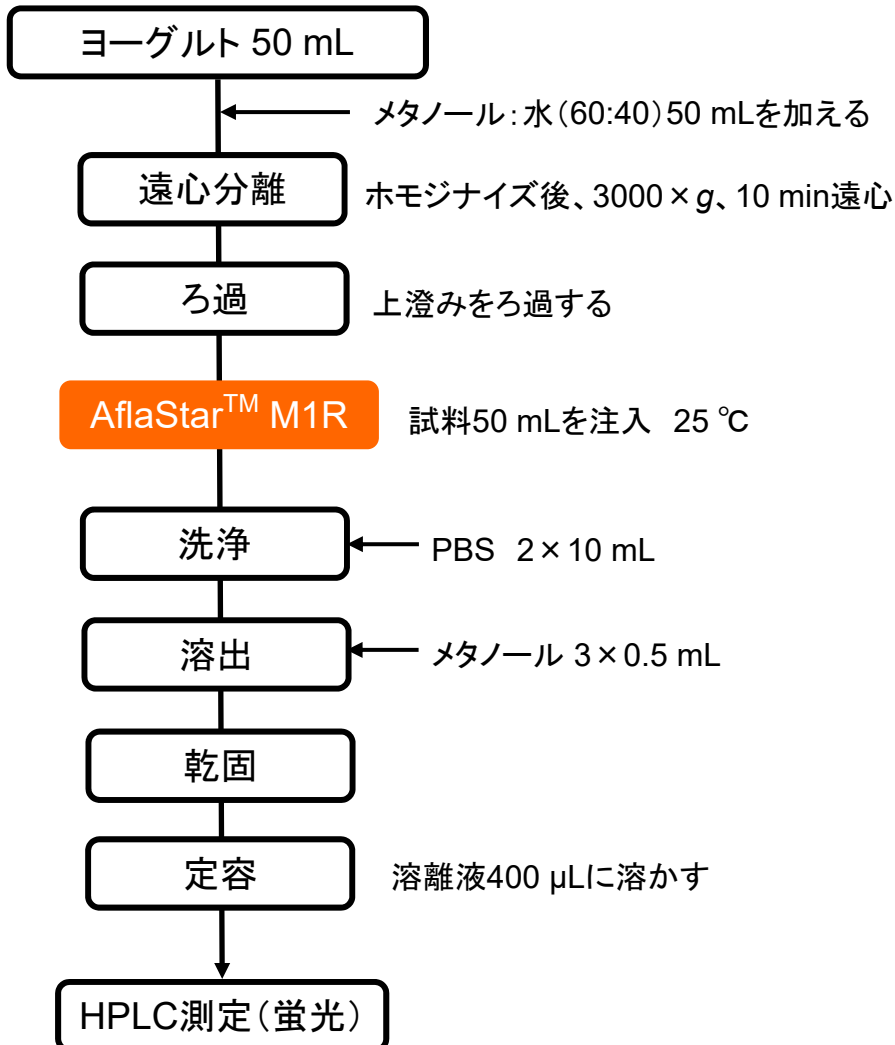 ヨーグルト 50 mL
メタノール：水（60:40）50 mLを加える
遠心分離
ホモジナイズ後、3000×g、10 min遠心
ろ過
上澄みをろ過する
AflaStar™ M1R
試料50 mLを注入　25 ℃
洗浄
PBS　2×10 mL
溶出
メタノール 3×0.5 mL
乾固
定容
溶離液400 µLに溶かす
HPLC測定（蛍光）